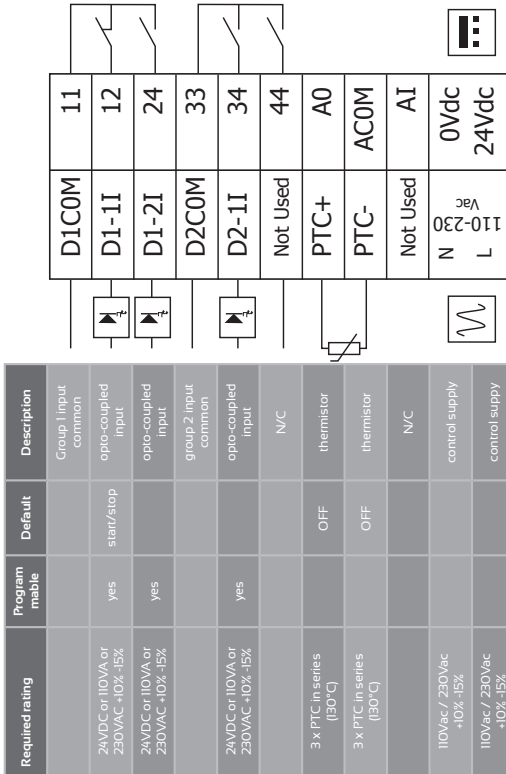 11
12
24
33
34
44
A0
AC0M
AI
0Vdc
24Vdc
D1C0M
D1-1I
D1-2I
D2C0M
D2-1I
Not Used
PTC+
PTC-
Not Used
N
L
110-230
Vac
Description
Group 1 input
common
opto-coupled
input
opto-coupled
input
group 2 input
common
opto-coupled
input
N/C
thermistor
thermistor
N/C
control supply
control suppy
Default
start/stop
OFF
OFF
Program
mable
yes
yes
yes
Required rating
24VDC or 110VA or
230VAC +10% -15%
24VDC or 110VA or
230VAC +10% -15%
24VDC or 110VA or
230VAC +10% -15%
3 x PTC in series
(130°C)
3 x PTC in series
(130°C)
110Vac / 230Vac
+10% -15%
110Vac / 230Vac
+10% -15%